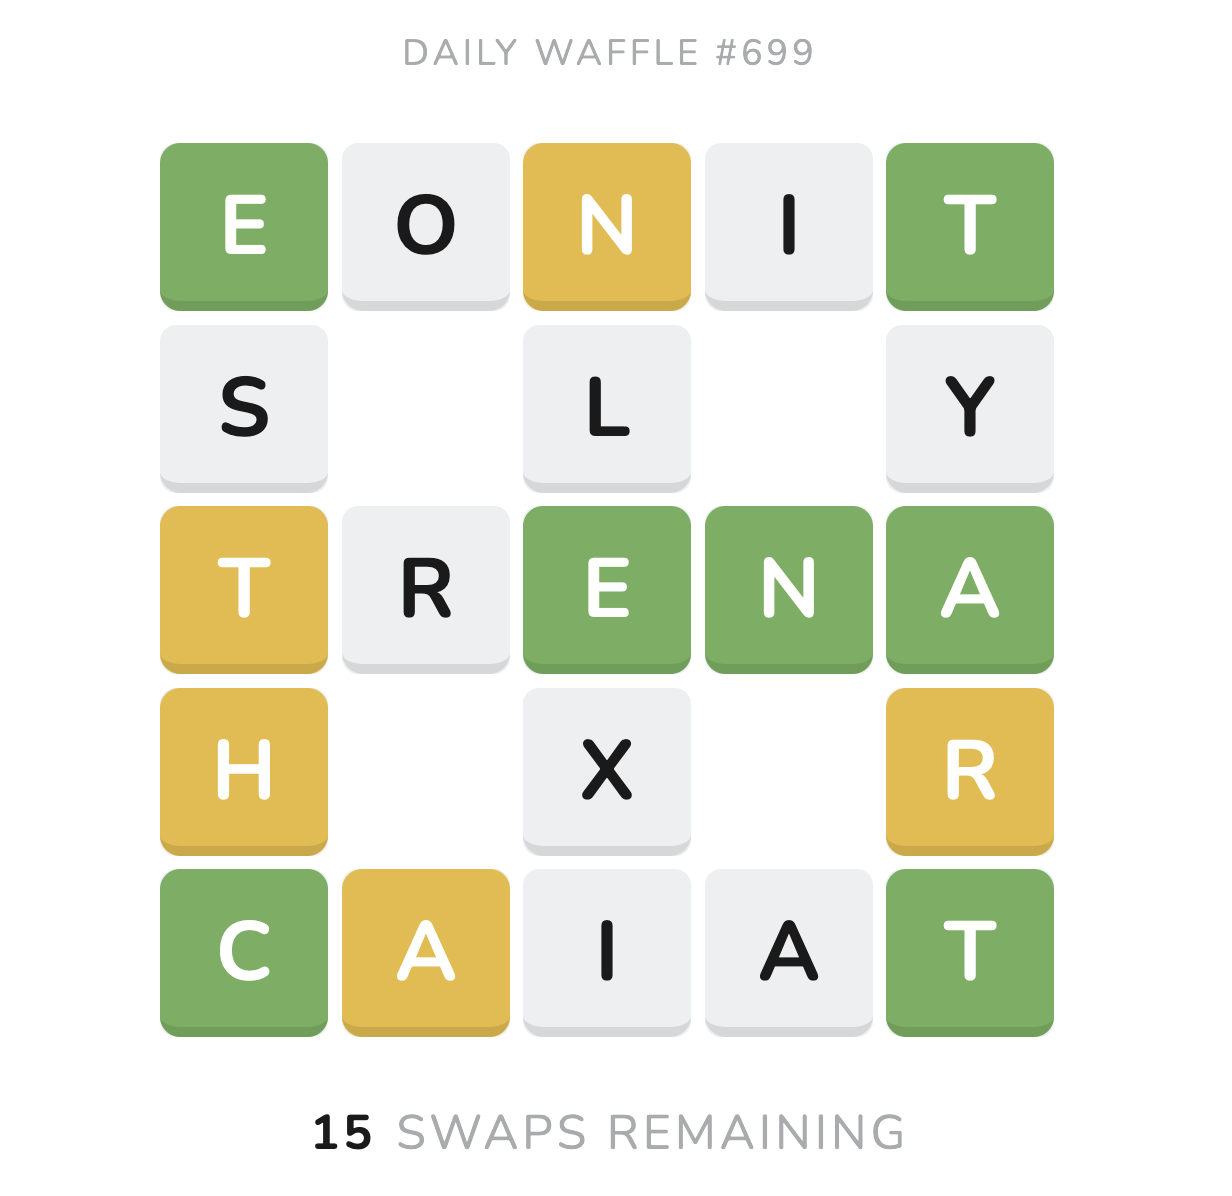 DAILY WAFFLE #699
E O N I T
S L Y
T R E N A
H X R
C A I A T
15 SWAPS REMAINING